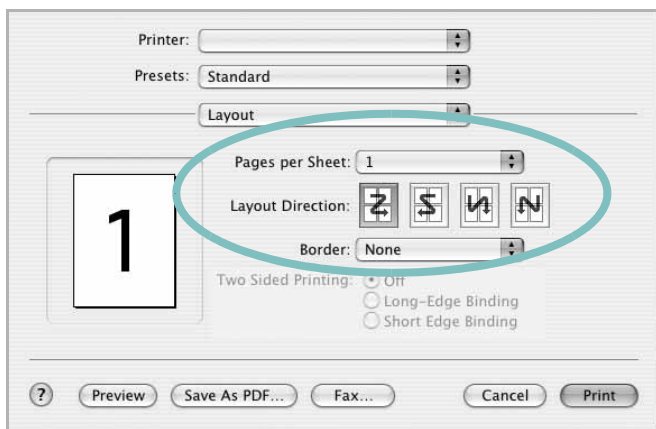 Printer:
Presets: Standard
Layout
Pages per Sheet: 1
Layout Direction:
Border: None
1
Two Sided Printing: Off
Long-Edge Binding
Short Edge Binding
? Preview Save As PDF... Fax... Cancel Print